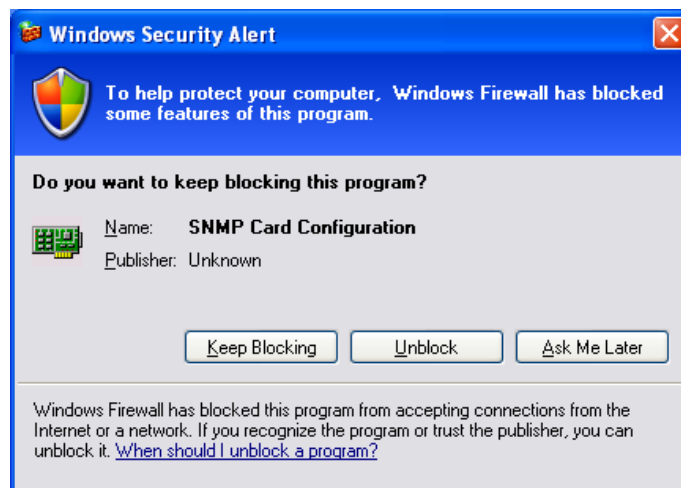 Windows Security Alert
To help protect your computer, Windows Firewall has blocked
some features of this program.
Do you want to keep blocking this program?
Name: SNMP Card Configuration
Publisher: Unknown
Keep Blocking Unblock Ask Me Later
Windows Firewall has blocked this program from accepting connections from the
Internet or a network. If you recognize the program or trust the publisher, you can
unblock it. When should I unblock a program?